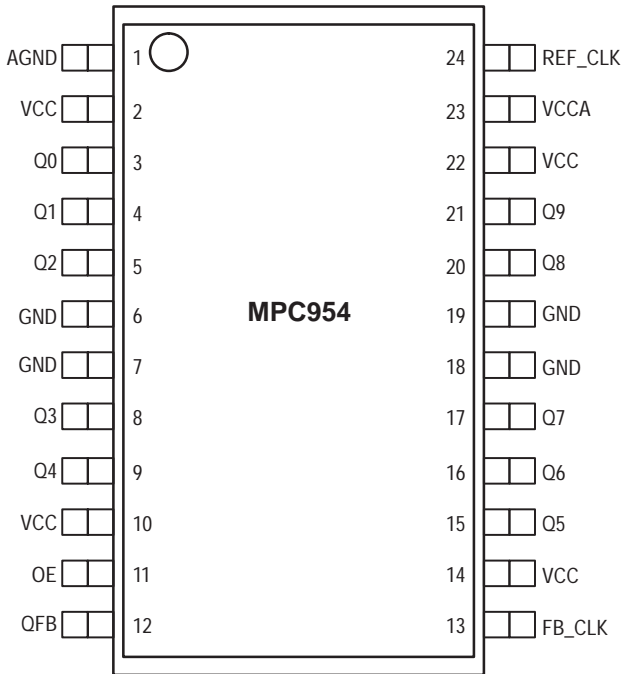 AGND 1 24 REF_CLK
VCC 2 23 VCCA
Q0 3 22 VCC
Q1 4 21 Q9
Q2 5 20 Q8
GND 6 MPC954 19 GND
GND 7 18 GND
Q3 8 17 Q7
Q4 9 16 Q6
VCC 10 15 Q5
OE 11 14 VCC
QFB 12 13 FB_CLK